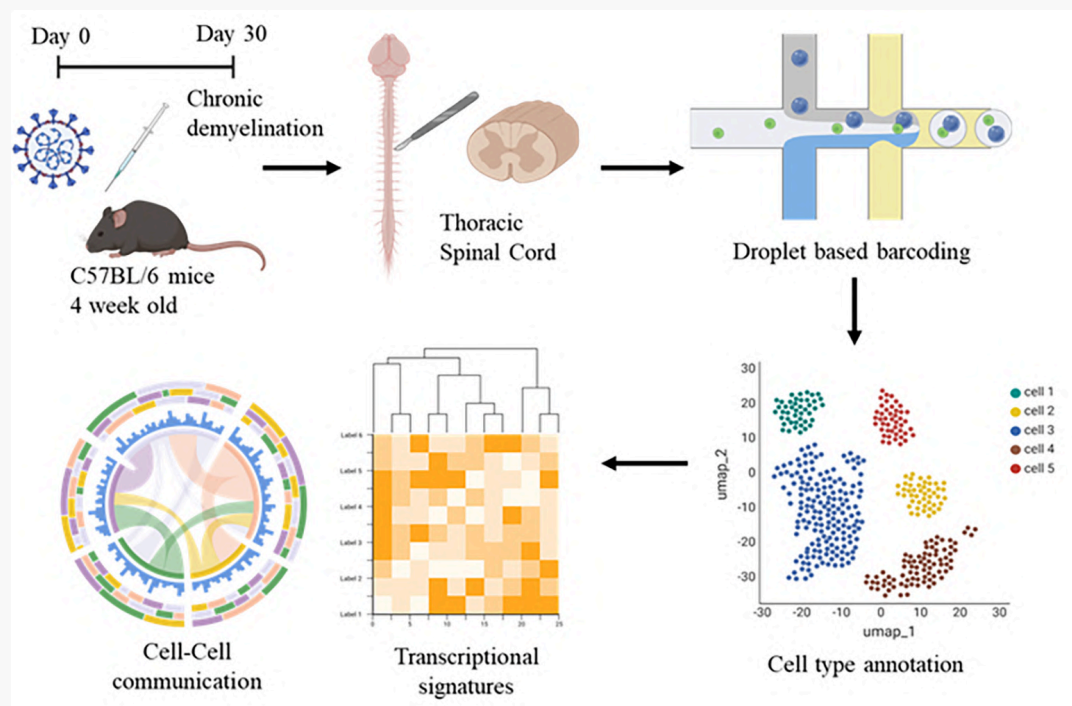 Day 0
Day 30
Chronic
demyelination
C57BL/6 mice
4 week old
Thoracic
Spinal Cord
Droplet based barcoding
30
20
10
0
-10
-20
-30
umap_2
-30
-20
-10
0
10
20
30
umap_1
cell 1
cell 2
cell 3
cell 4
cell 5
Cell type annotation
Label 6
Label 5
Label 4
Label 3
Label 2
Label 1
0
5
10
15
20
25
Transcriptional
signatures
Cell-Cell
communication